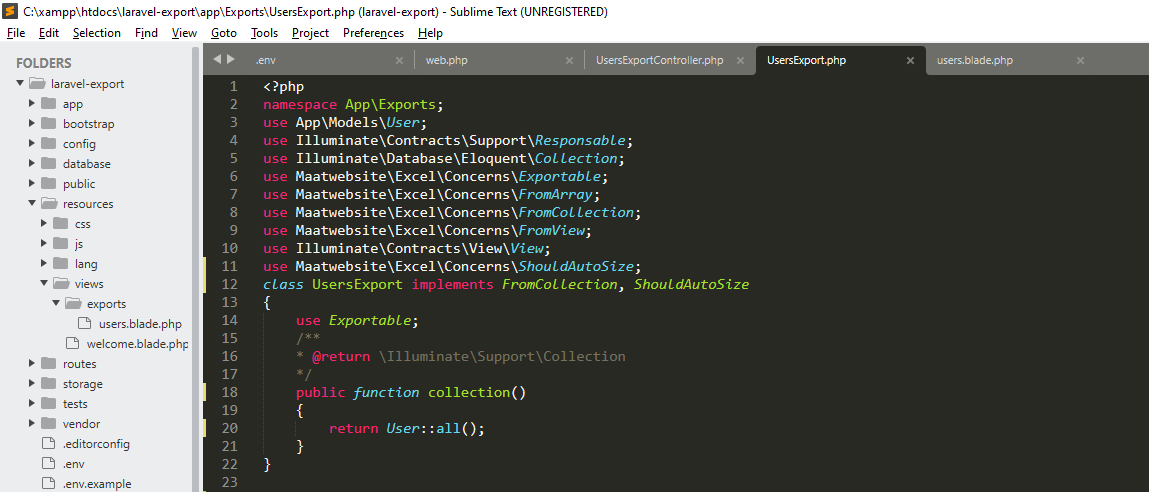 C:\xampp\htdocs\laravel-export\app\Exports\UsersExport.php (laravel-export) - Sublime Text (UNREGISTERED)
File Edit Selection Find View Goto Tools Project Preferences Help
FOLDERS
laravel-export
app
bootstrap
config
database
public
resources
css
js
lang
views
exports
users.blade.php
welcome.blade.php
routes
storage
tests
vendor
.editorconfig
.env
.env.example
.env × web.php × UsersExportController.php × UsersExport.php × users.blade.php ×
1 <?php
2 namespace App\Exports;
3 use App\Models\User;
4 use Illuminate\Contracts\Support\Responsable;
5 use Illuminate\Database\Eloquent\Collection;
6 use Maatwebsite\Excel\Concerns\Exportable;
7 use Maatwebsite\Excel\Concerns\FromArray;
8 use Maatwebsite\Excel\Concerns\FromCollection;
9 use Maatwebsite\Excel\Concerns\FromView;
10 use Illuminate\Contracts\View\View;
11 use Maatwebsite\Excel\Concerns\ShouldAutoSize;
12 class UsersExport implements FromCollection, ShouldAutoSize
13 {
14     use Exportable;
15     /**
16     * @return \Illuminate\Support\Collection
17     */
18     public function collection()
19     {
20         return User::all();
21     }
22 }
23